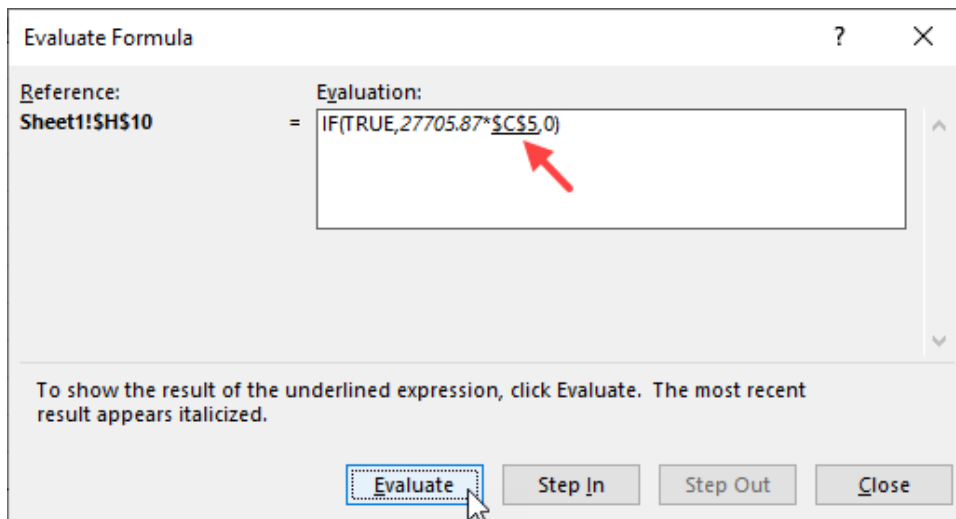 Evaluate Formula ?
Reference: Evaluation:
Sheet1!$H$10 = IF(TRUE,27705.87*$C$5,0)
To show the result of the underlined expression, click Evaluate. The most recent
result appears italicized.
Evaluate Step In Step Out Close